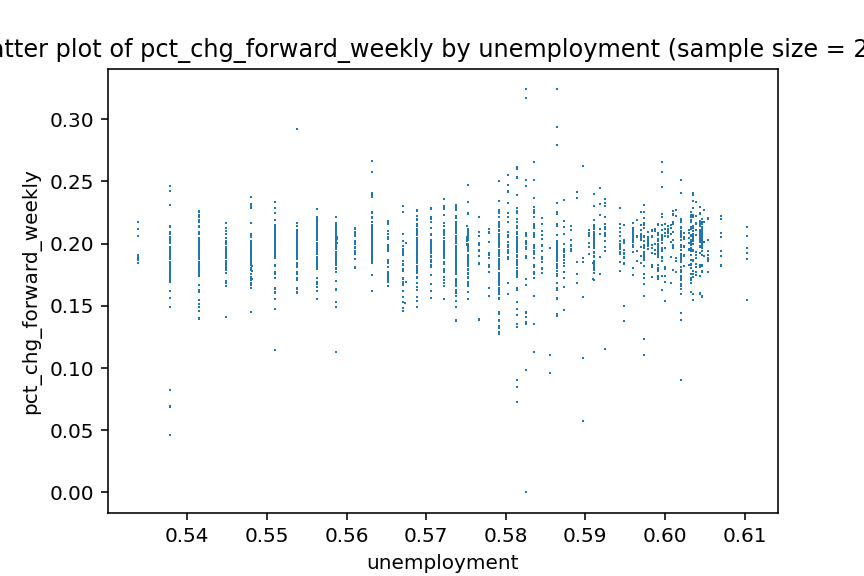 atter plot of pct_chg_forward_weekly by unemployment (sample size = 2
0.30
0.25
0.20
0.15
0.10
0.05
0.00
pct_chg_forward_weekly
0.54 0.55 0.56 0.57 0.58 0.59 0.60 0.61
unemployment